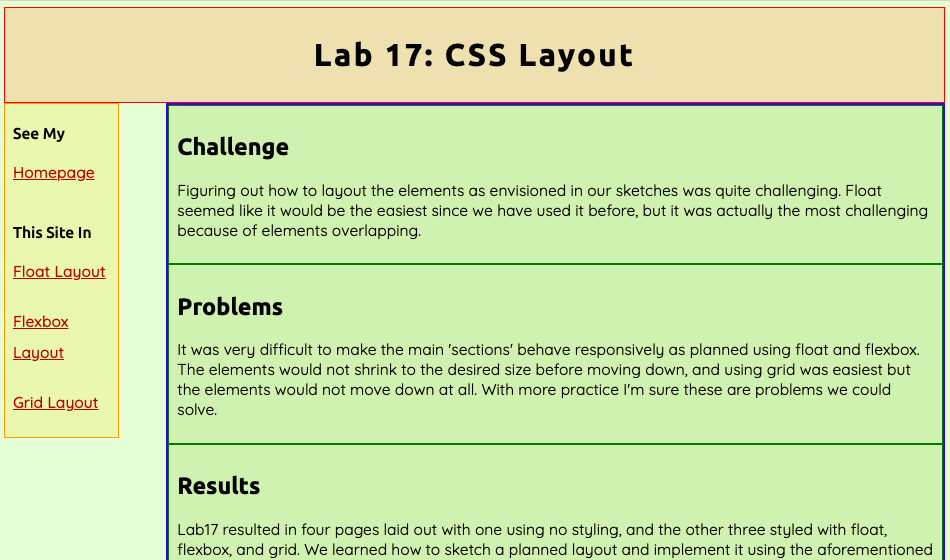 Lab 17: CSS Layout
See My
Homepage
This Site In
Float Layout
Flexbox
Layout
Grid Layout
Challenge
Figuring out how to layout the elements as envisioned in our sketches was quite challenging. Float
seemed like it would be the easiest since we have used it before, but it was actually the most challenging
because of elements overlapping.
Problems
It was very difficult to make the main 'sections' behave responsively as planned using float and flexbox.
The elements would not shrink to the desired size before moving down, and using grid was easiest but
the elements would not move down at all. With more practice I'm sure these are problems we could
solve.
Results
Lab17 resulted in four pages laid out with one using no styling, and the other three styled with float,
flexbox, and grid. We learned how to sketch a planned layout and implement it using the aforementioned